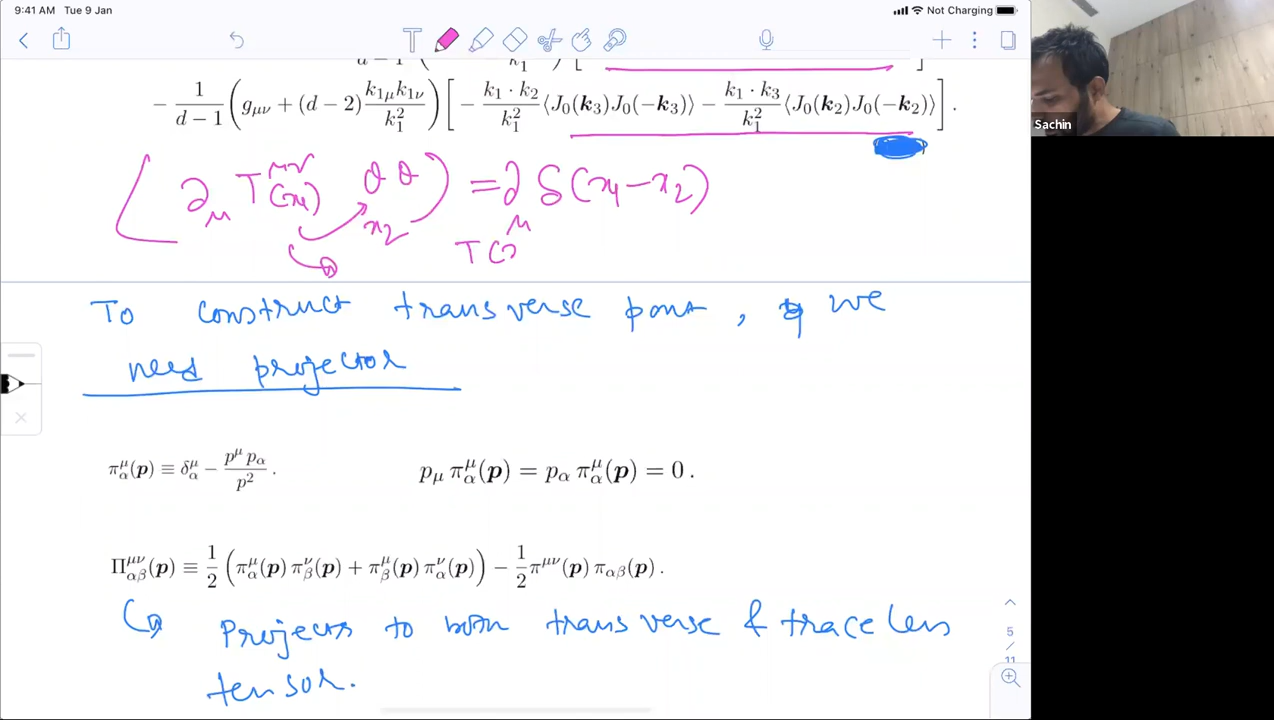 9:41 AM Tue 9 Jan
Not Charging
- 1/(d-1) (g_{μν} + (d-2) k_{1μ}k_{1ν}/k_1^2) [ - k_1·k_2/k_1^2 ⟨J_0(k_3)J_0(-k_3)⟩ - k_1·k_3/k_1^2 ⟨J_0(k_2)J_0(-k_2)⟩ ] .
Sachin
∂_μ T^{μν}(x_1) θ θ ) = ∂ δ(x_1 - x_2)
x_2
To construct transverse part , we
need projector
π^μ_α(p) ≡ δ^μ_α - p^μ p_α/p^2 .
p_μ π^μ_α(p) = p_α π^μ_α(p) = 0 .
Π^{μν}_{αβ}(p) ≡ 1/2 (π^μ_α(p) π^ν_β(p) + π^μ_β(p) π^ν_α(p)) - 1/2 π^{μν}(p) π_{αβ}(p) .
Projects to both transverse & traceless
tensor.
5
/
11